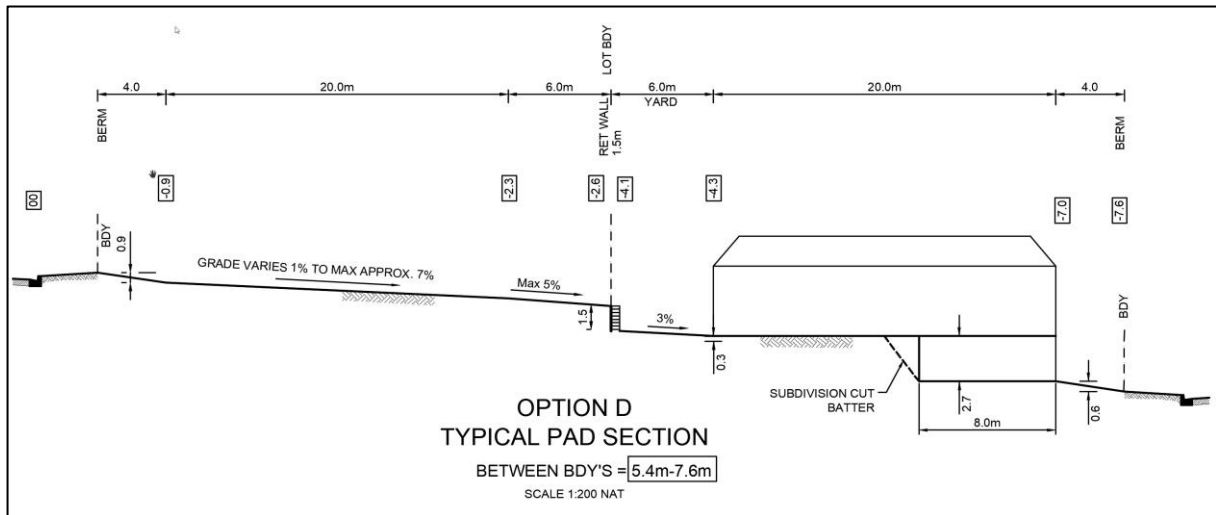 LOT BDY
4.0
20.0m
6.0m
6.0m
20.0m
4.0
YARD
BERM
RET WALL
1.5m
BERM
00
-0.9
-2.3
-2.6
-4.1
-4.3
-7.0
-7.6
BDY
0.9
GRADE VARIES 1% TO MAX APPROX. 7%
Max 5%
1.5
3%
0.3
BDY
SUBDIVISION CUT
BATTER
2.7
0.6
8.0m
OPTION D
TYPICAL PAD SECTION
BETWEEN BDY'S = 5.4m-7.6m
SCALE 1:200 NAT